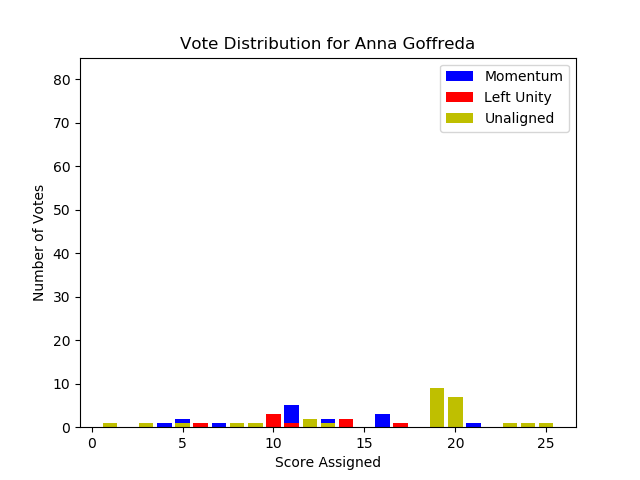 Vote Distribution for Anna Goffreda
Momentum
Left Unity
Unaligned
Number of Votes
80
70
60
50
40
30
20
10
0
0 5 10 15 20 25
Score Assigned